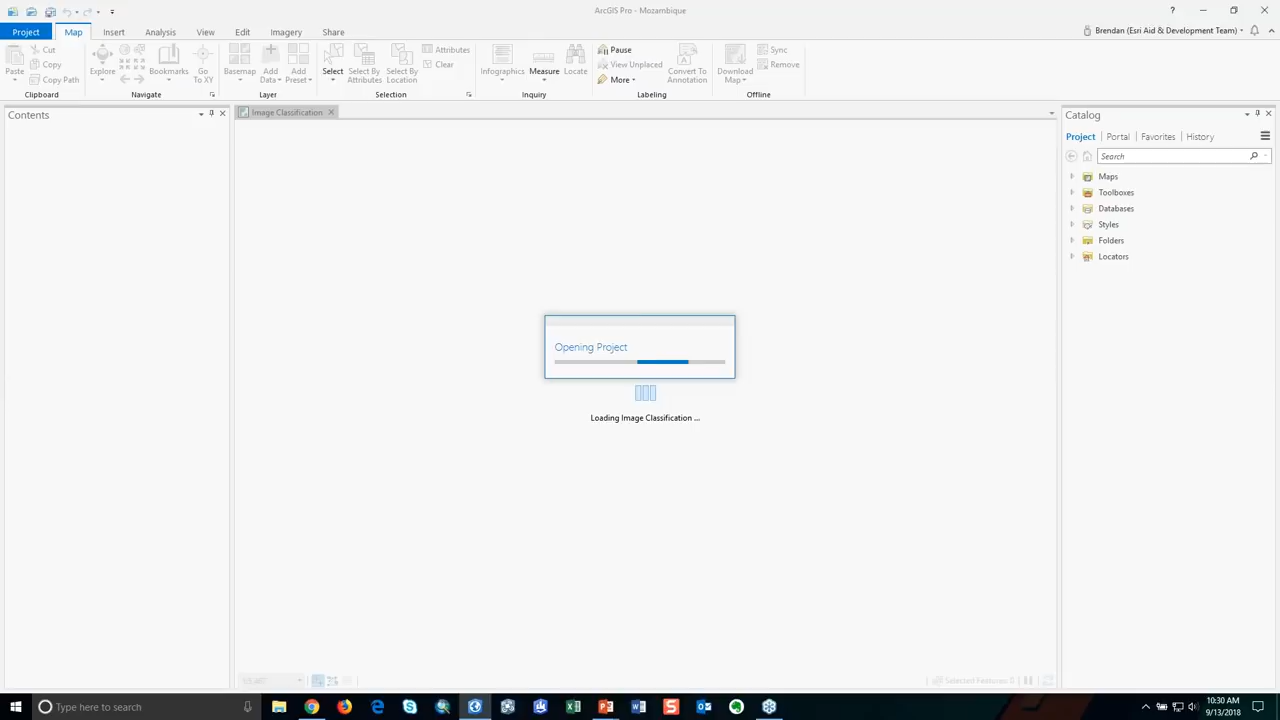 ArcGIS Pro - Mozambique
?
Project Map Insert Analysis View Edit Imagery Share
Brendan (Esri Aid & Development Team)
Paste
Cut
Copy
Copy Path
Clipboard
Explore
Bookmarks
Go
To XY
Navigate
Basemap
Add
Data
Add
Preset
Layer
Select
Select By
Attributes
Select By
Location
Attributes
Clear
Selection
Infographics
Measure
Locate
Inquiry
Pause
View Unplaced
More
Convert To
Annotation
Labeling
Download
Map
Sync
Remove
Offline
Contents
Image Classification
Catalog
Project Portal Favorites History
Search
Maps
Toolboxes
Databases
Styles
Folders
Locators
Opening Project
Loading Image Classification ...
Selected Features: 0
Type here to search
10:30 AM
9/13/2018